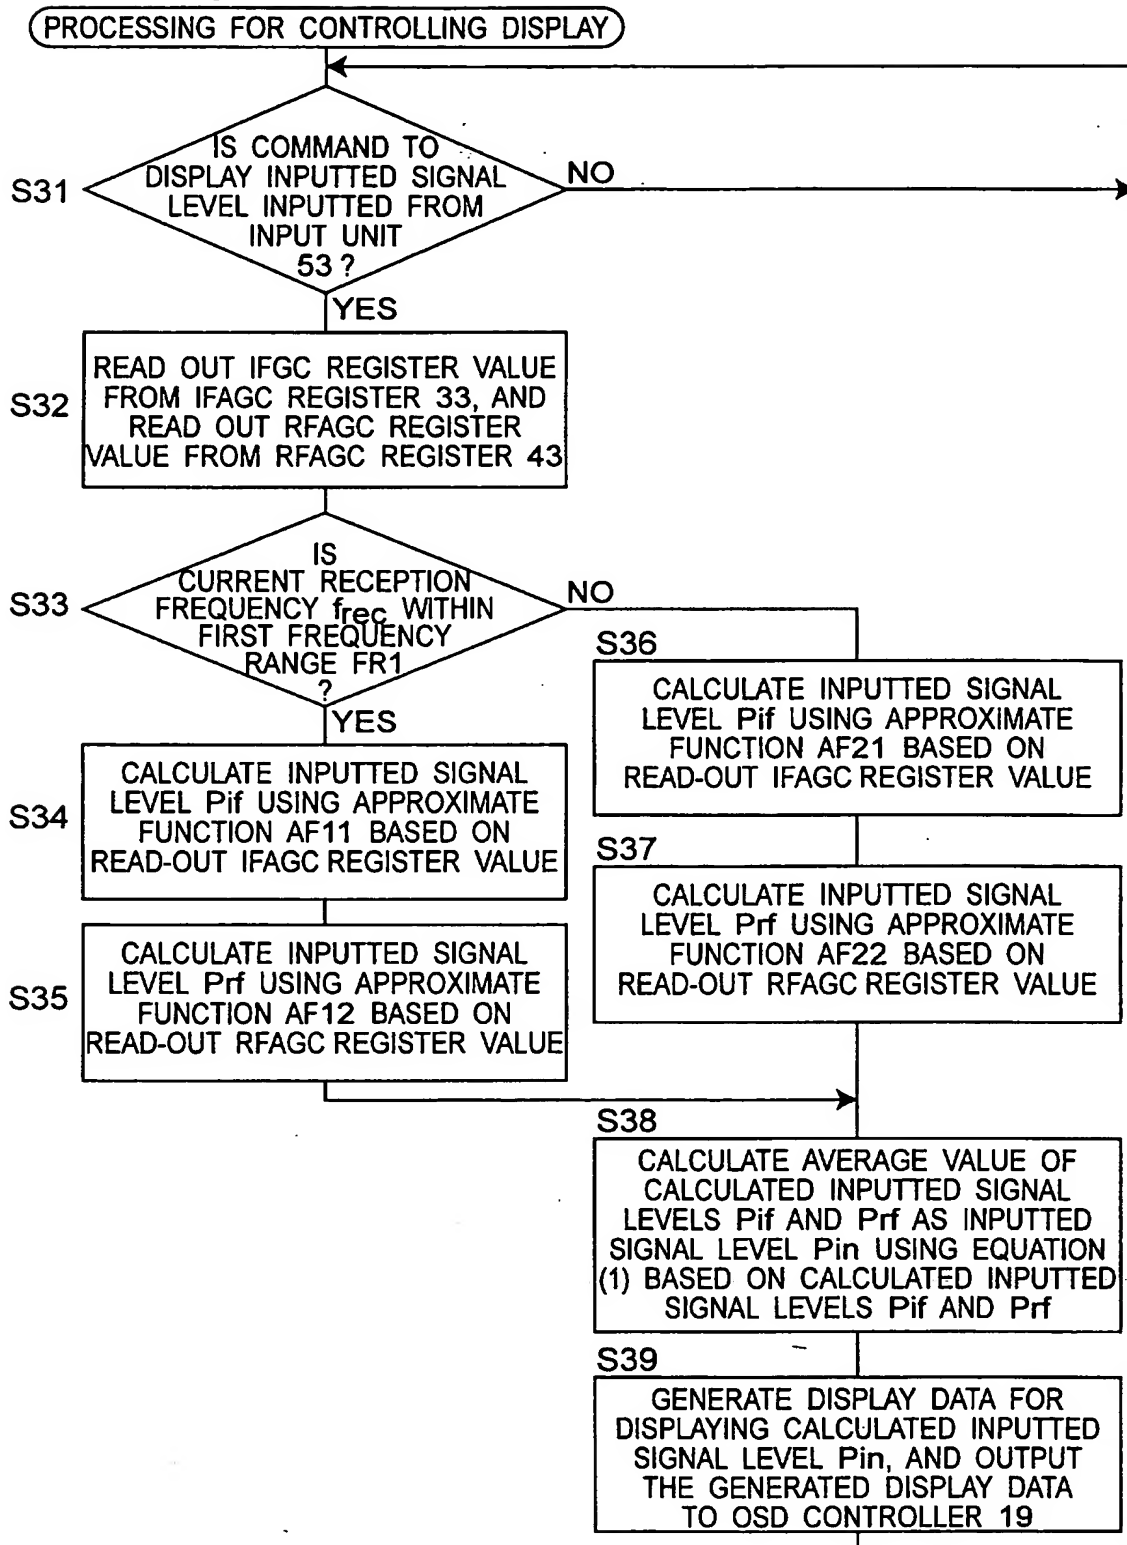 PROCESSING FOR CONTROLLING DISPLAY
S31
IS COMMAND TO
DISPLAY INPUTTED SIGNAL
LEVEL INPUTTED FROM
INPUT UNIT
53 ?
NO
YES
S32
READ OUT IFGC REGISTER VALUE
FROM IFAGC REGISTER 33, AND
READ OUT RFAGC REGISTER
VALUE FROM RFAGC REGISTER 43
S33
IS
CURRENT RECEPTION
FREQUENCY frec WITHIN
FIRST FREQUENCY
RANGE FR1
?
NO
YES
S34
CALCULATE INPUTTED SIGNAL
LEVEL Pif USING APPROXIMATE
FUNCTION AF11 BASED ON
READ-OUT IFAGC REGISTER VALUE
S35
CALCULATE INPUTTED SIGNAL
LEVEL Prf USING APPROXIMATE
FUNCTION AF12 BASED ON
READ-OUT RFAGC REGISTER VALUE
S36
CALCULATE INPUTTED SIGNAL
LEVEL Pif USING APPROXIMATE
FUNCTION AF21 BASED ON
READ-OUT IFAGC REGISTER VALUE
S37
CALCULATE INPUTTED SIGNAL
LEVEL Prf USING APPROXIMATE
FUNCTION AF22 BASED ON
READ-OUT RFAGC REGISTER VALUE
S38
CALCULATE AVERAGE VALUE OF
CALCULATED INPUTTED SIGNAL
LEVELS Pif AND Prf AS INPUTTED
SIGNAL LEVEL Pin USING EQUATION
(1) BASED ON CALCULATED INPUTTED
SIGNAL LEVELS Pif AND Prf
S39
GENERATE DISPLAY DATA FOR
DISPLAYING CALCULATED INPUTTED
SIGNAL LEVEL Pin, AND OUTPUT
THE GENERATED DISPLAY DATA
TO OSD CONTROLLER 19